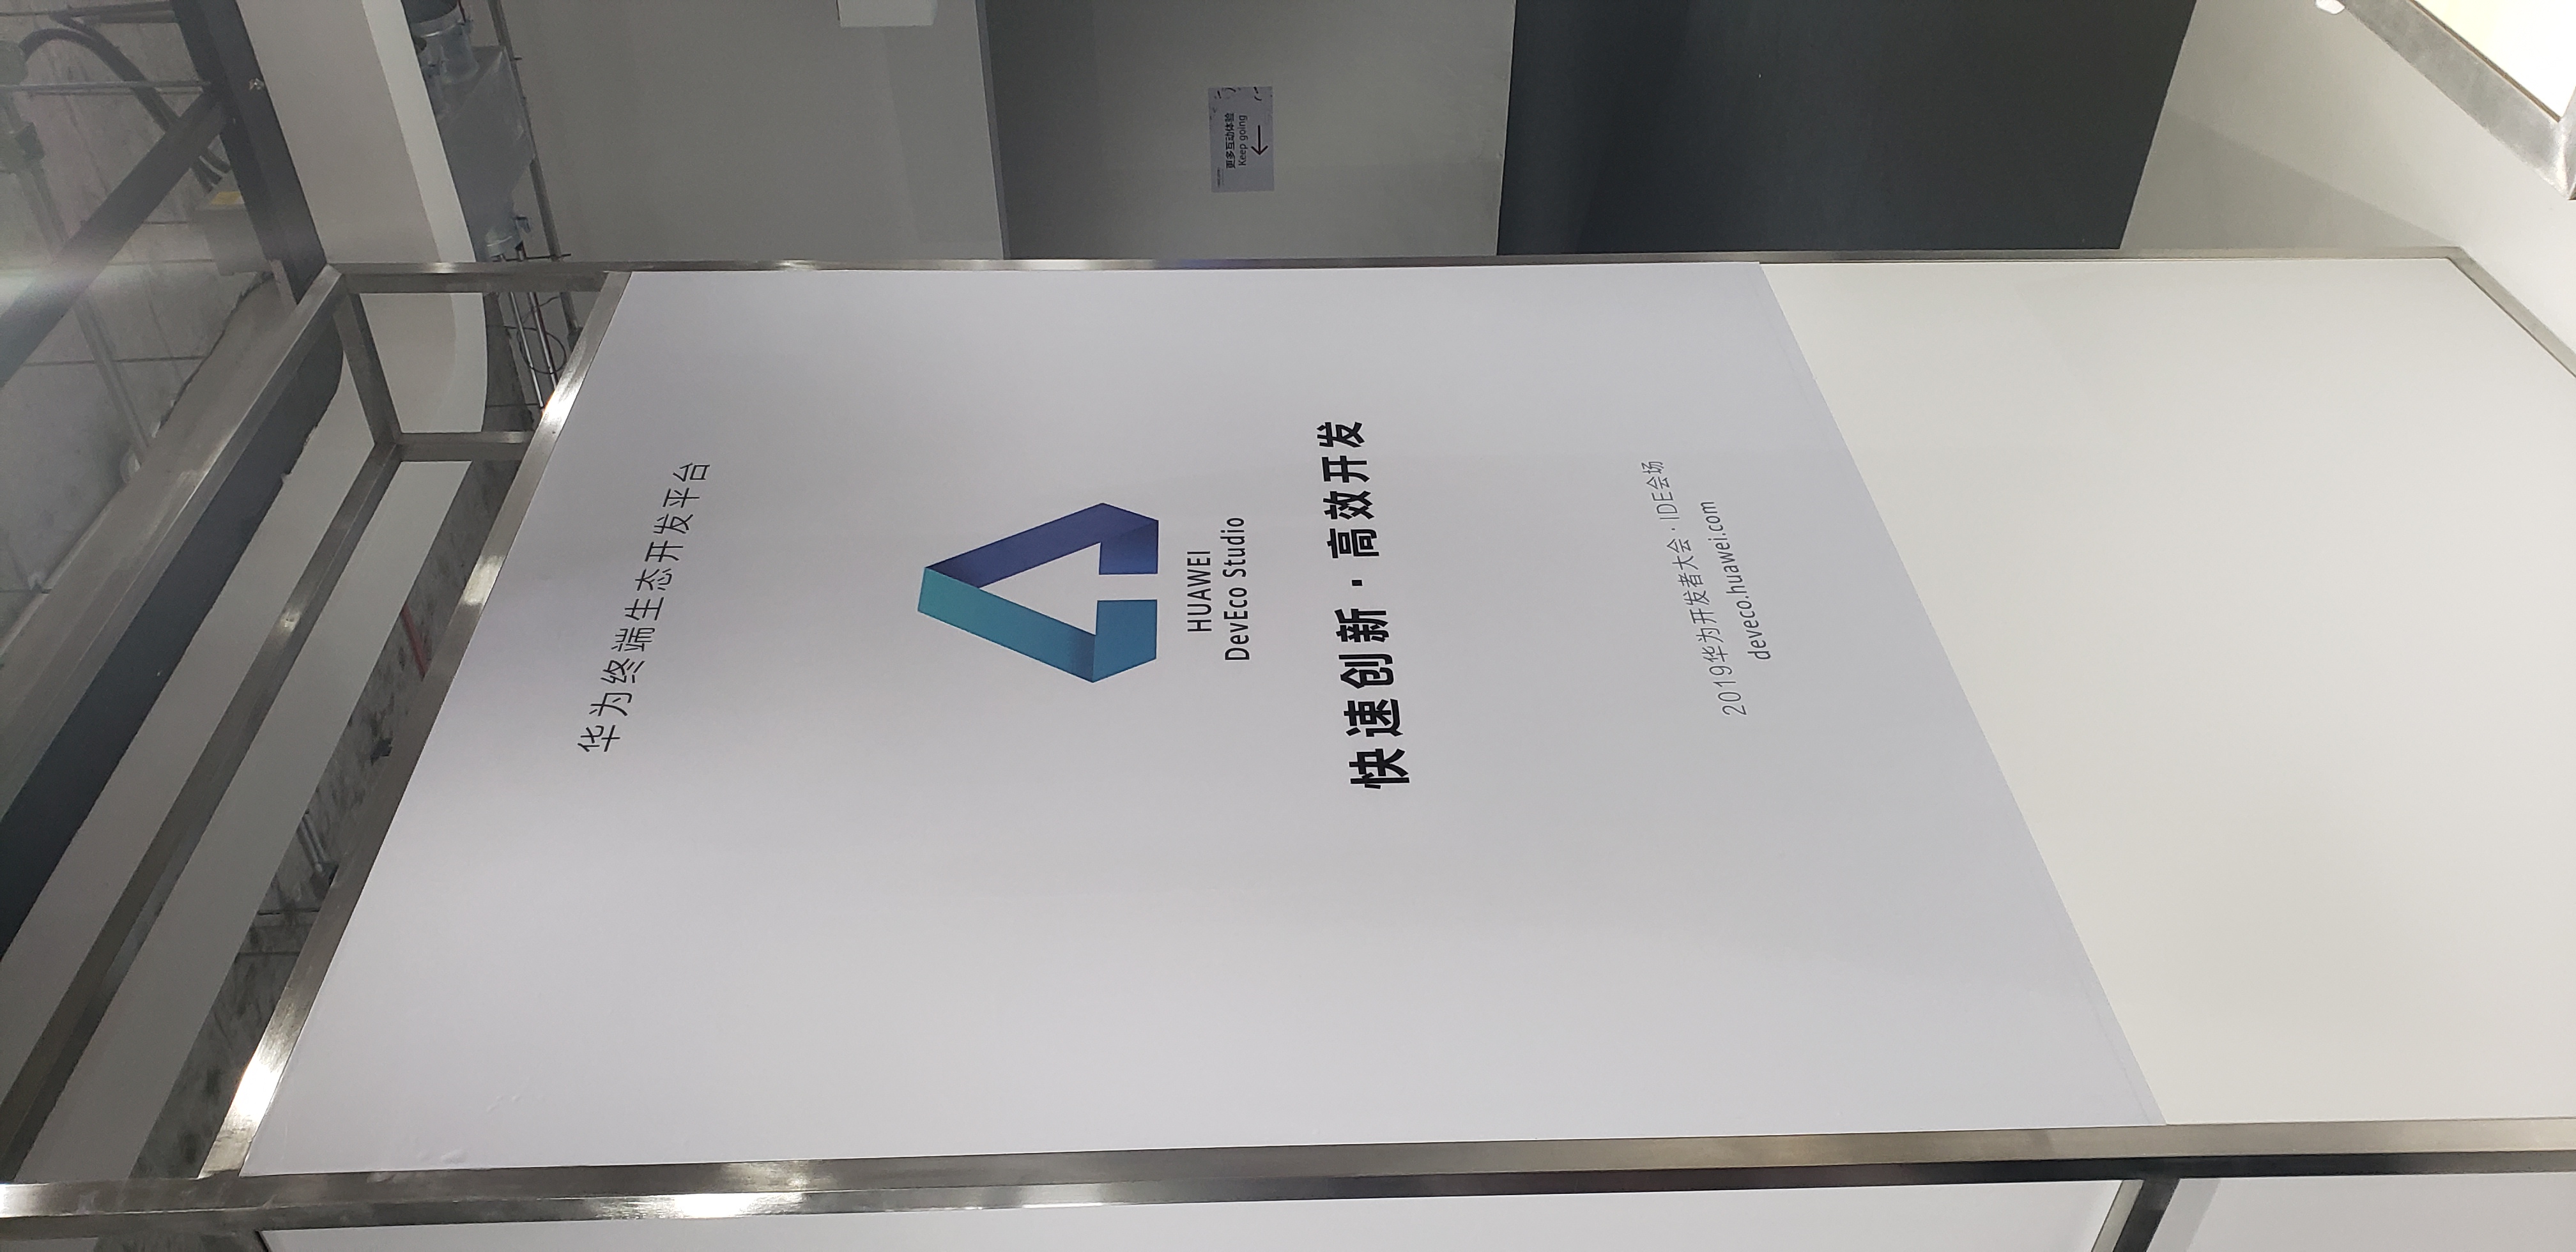 华为终端生态开发平台
HUAWEI
DevEco Studio
快速创新·高效开发
2019华为开发者大会·IDE会场
deveco.huawei.com
更多互动体验
Keep going